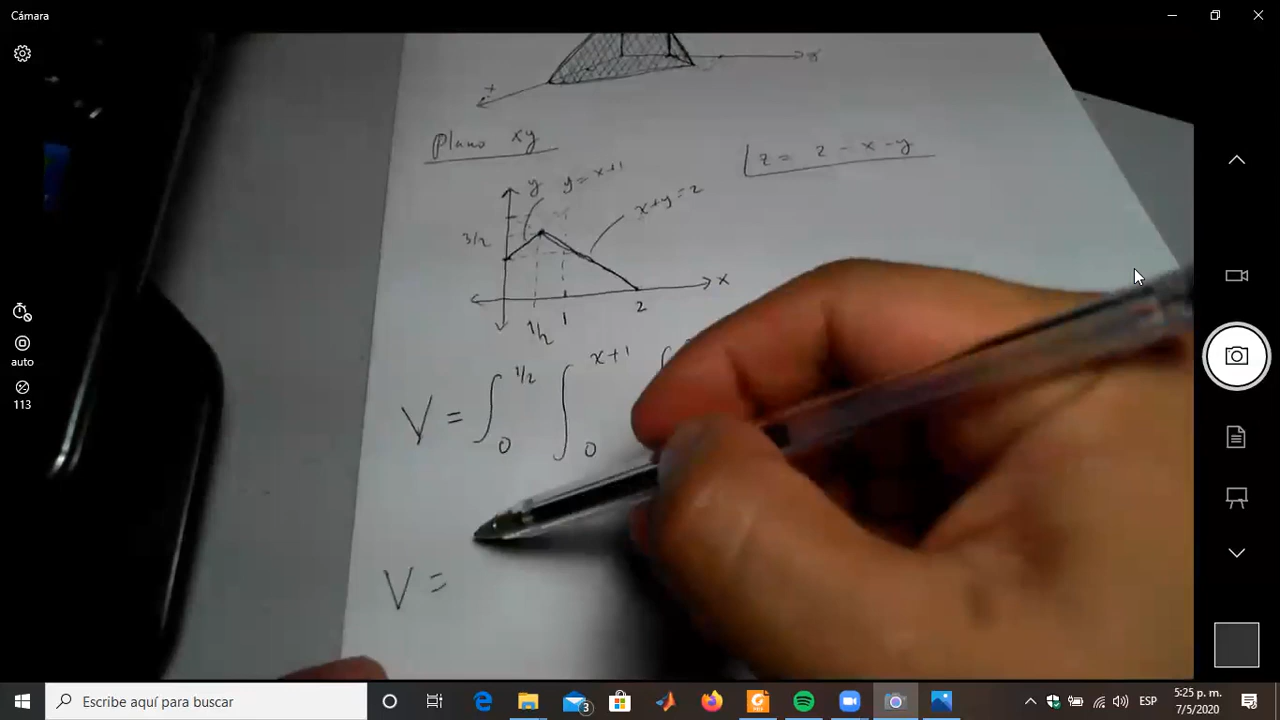 Cámara
x
Plano xy
z = 2 - x - y
y
y = x+1
x+y = 2
3/2
x
1/2
1
2
V = ∫ 0 1/2 ∫ 0 x+1
V =
auto
113
Escribe aquí para buscar
3
ESP
5:25 p. m.
7/5/2020